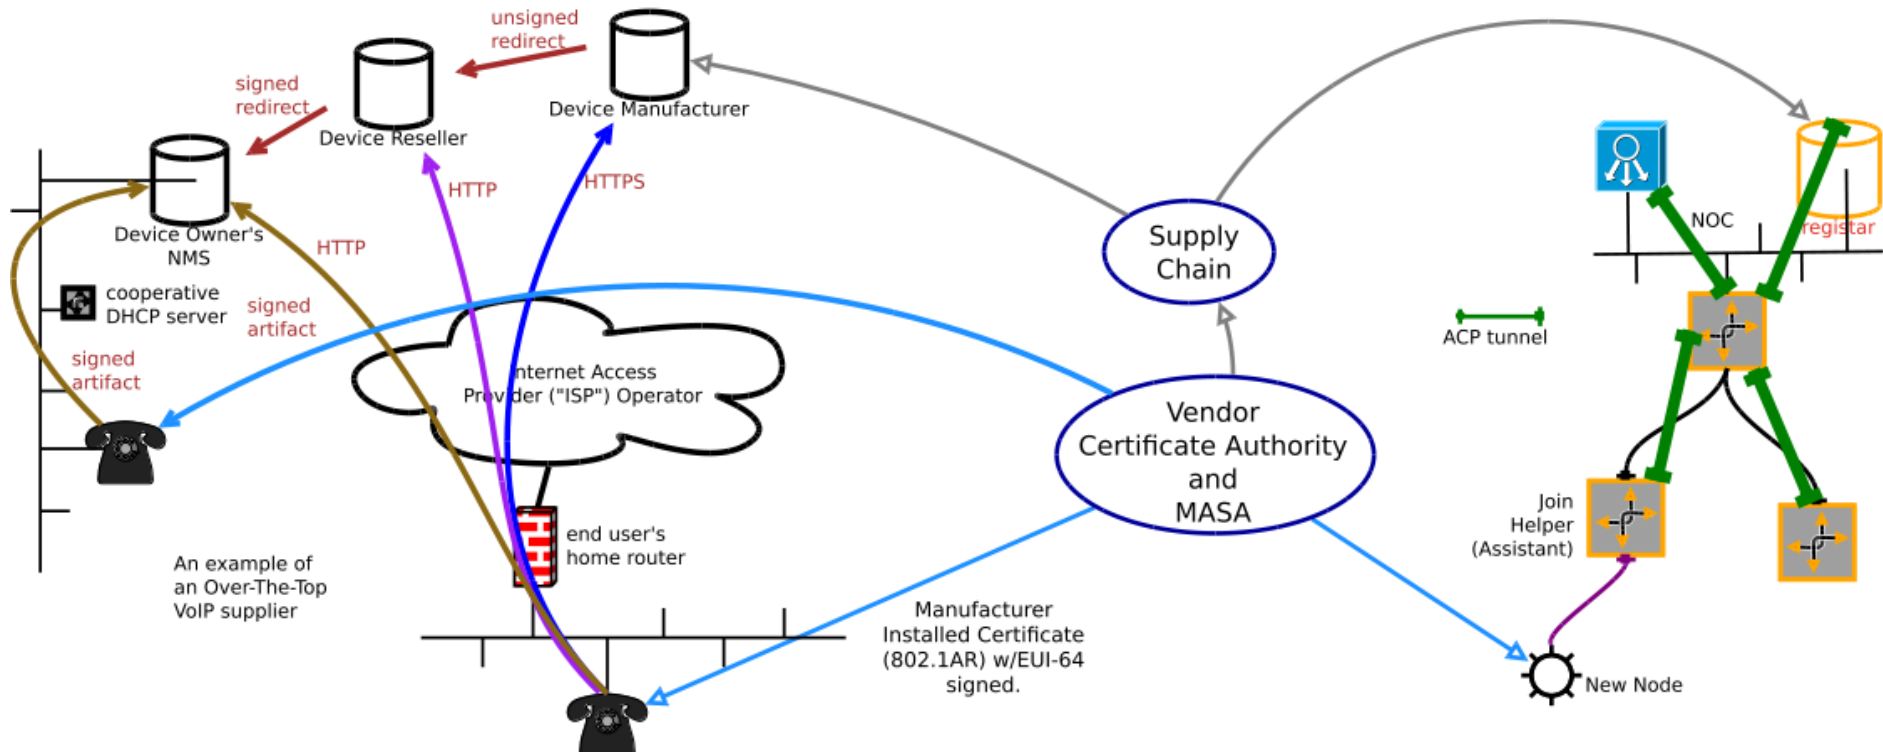 unsigned
redirect
Device Manufacturer
signed
redirect
Device Reseller
Device Owner's
NMS
HTTP
HTTP
HTTPS
cooperative
DHCP server
signed
artifact
signed
artifact
Internet Access
Provider ("ISP") Operator
end user's
home router
An example of
an Over-The-Top
VoIP supplier
Supply
Chain
Vendor
Certificate Authority
and
MASA
Manufacturer
Installed Certificate
(802.1AR) w/EUI-64
signed.
NOC
registar
ACP tunnel
Join
Helper
(Assistant)
New Node